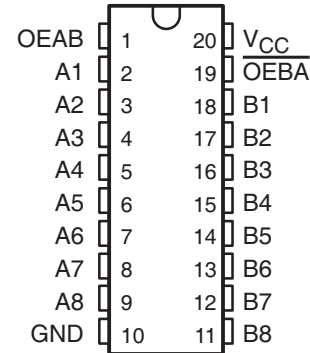 OEAB 1 20 VCC
A1 2 19 OEBA
A2 3 18 B1
A3 4 17 B2
A4 5 16 B3
A5 6 15 B4
A6 7 14 B5
A7 8 13 B6
A8 9 12 B7
GND 10 11 B8